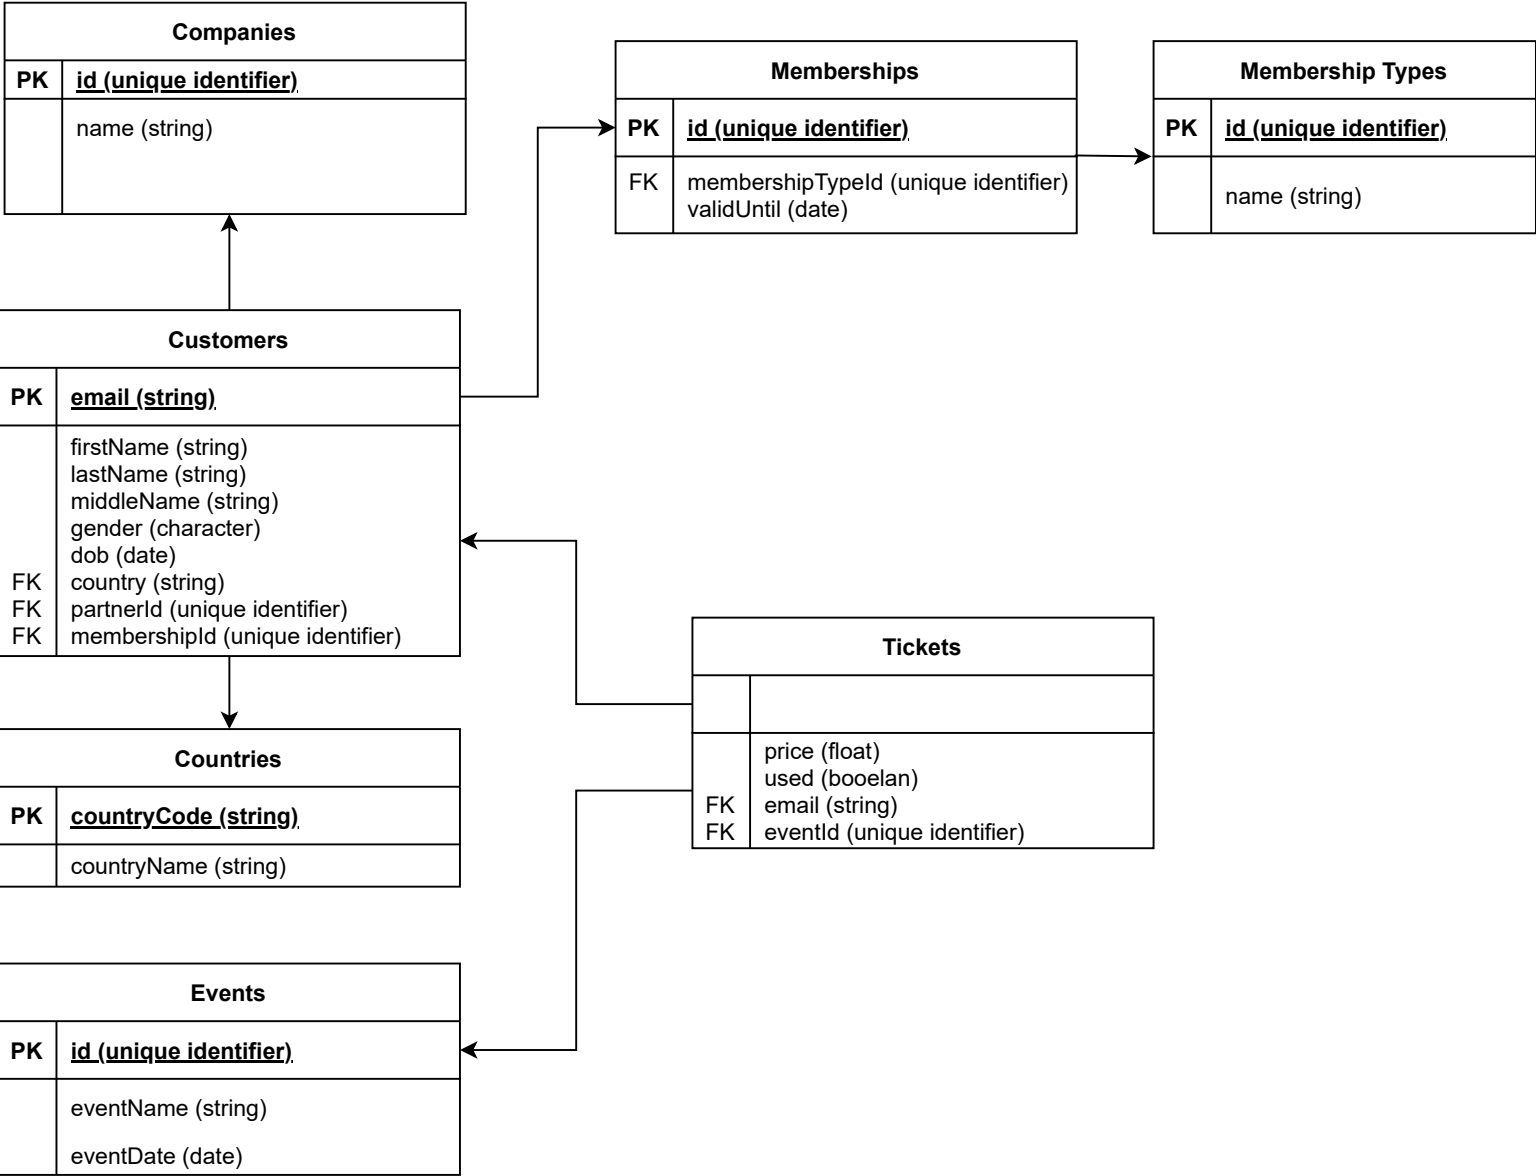 Companies
PK id (unique identifier)
name (string)
Memberships
PK id (unique identifier)
FK membershipTypeId (unique identifier)
validUntil (date)
Membership Types
PK id (unique identifier)
name (string)
Customers
PK email (string)
firstName (string)
lastName (string)
middleName (string)
gender (character)
dob (date)
FK country (string)
FK partnerId (unique identifier)
FK membershipId (unique identifier)
Tickets
price (float)
used (booelan)
FK email (string)
FK eventId (unique identifier)
Countries
PK countryCode (string)
countryName (string)
Events
PK id (unique identifier)
eventName (string)
eventDate (date)